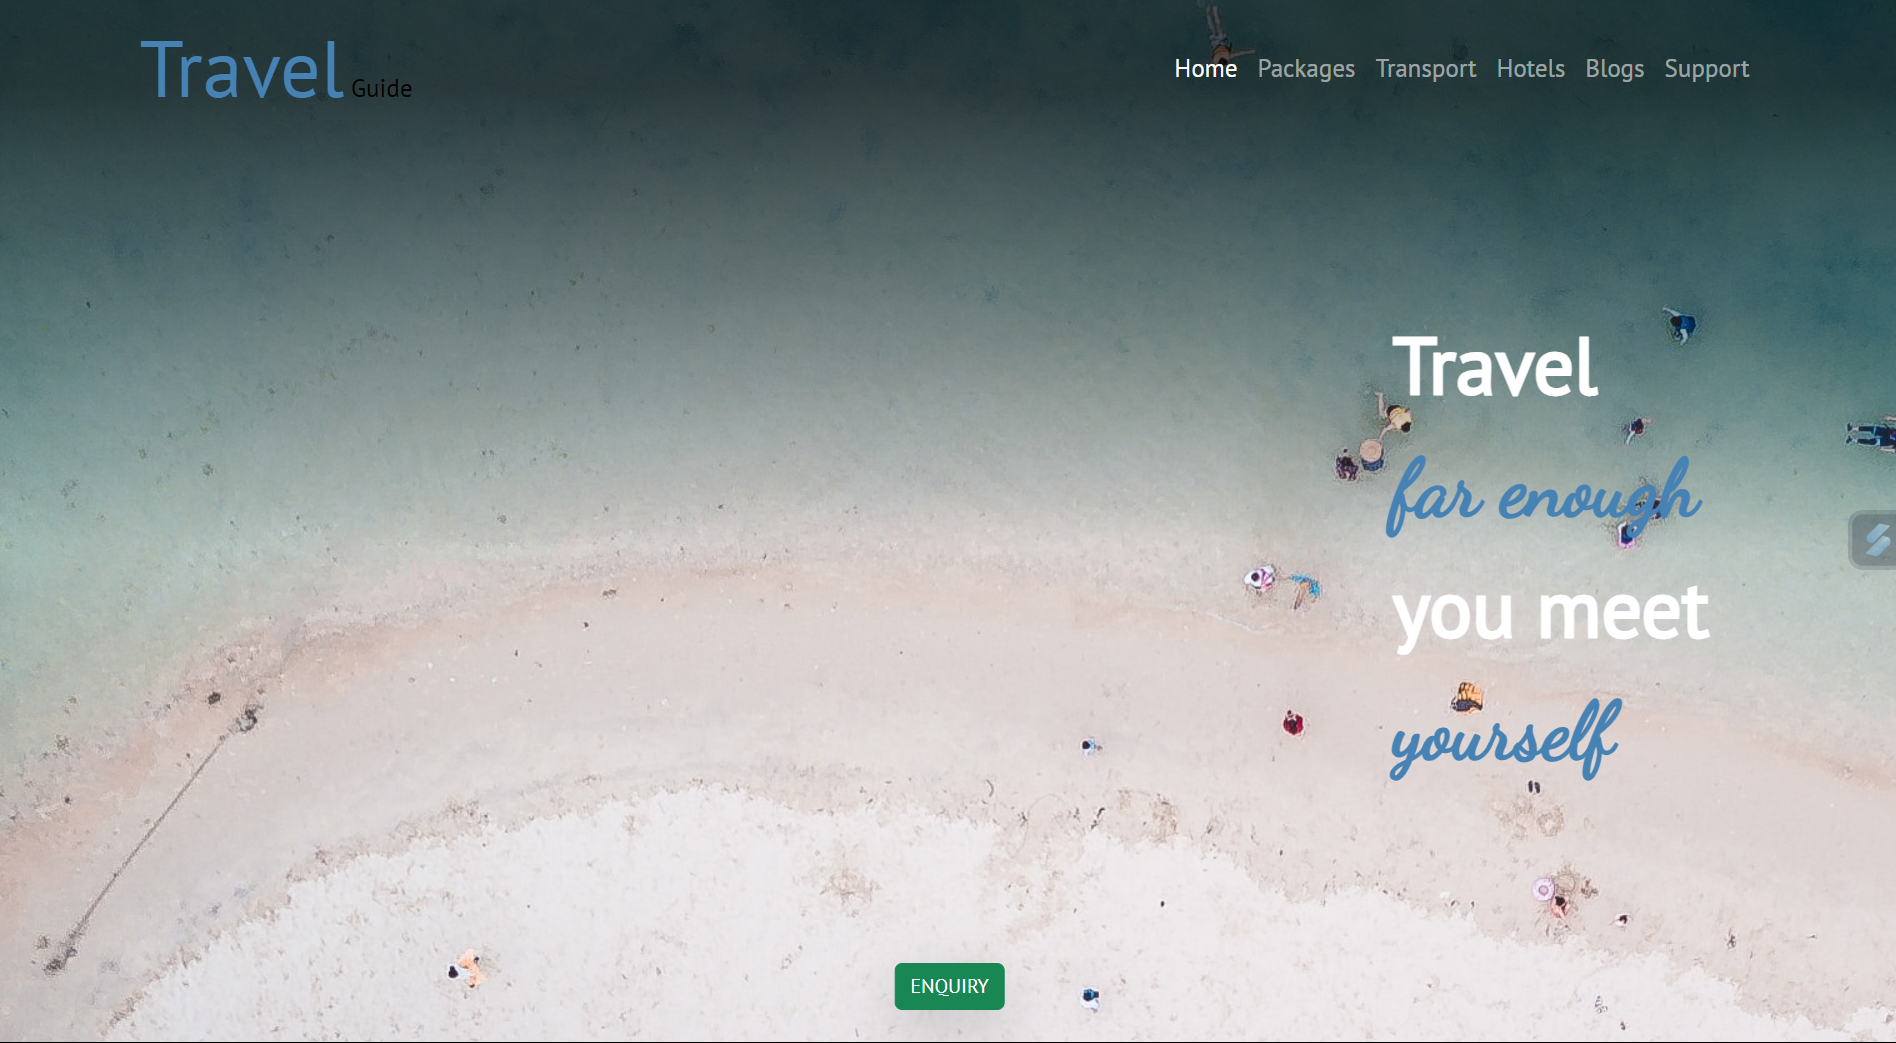 Travel Guide
Home Packages Transport Hotels Blogs Support
Travel
far enough
you meet
yourself
ENQUIRY